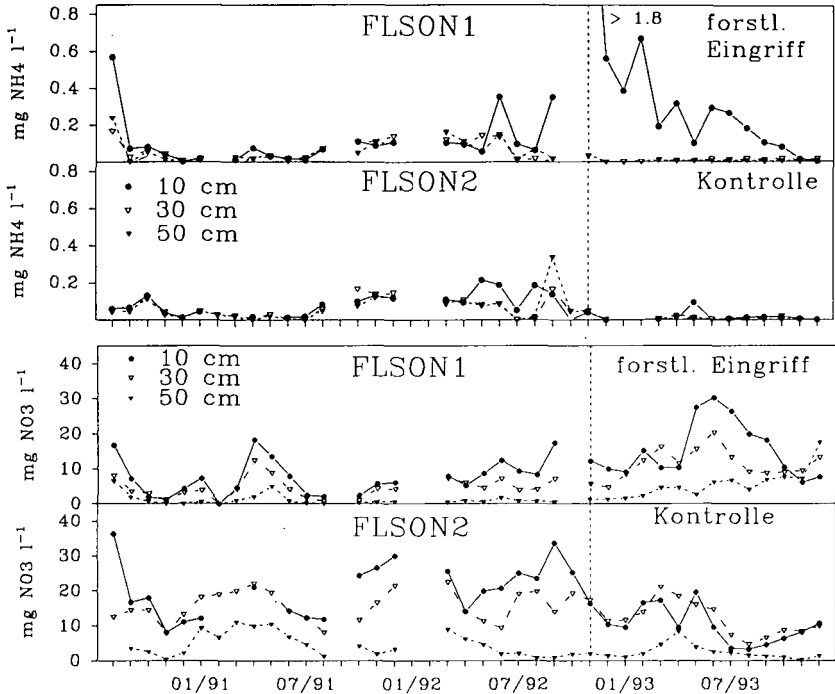 0.8
0.6
0.4
0.2
mg NH4 l⁻¹
FLSON1
> 1.8
forstl.
Eingriff
0.8
0.6
0.4
0.2
mg NH4 l⁻¹
FLSON2
Kontrolle
10 cm
30 cm
50 cm
40
30
20
10
0
mg NO3 l⁻¹
FLSON1
forstl. Eingriff
10 cm
30 cm
50 cm
40
30
20
10
0
mg NO3 l⁻¹
FLSON2
Kontrolle
01/91 07/91 01/92 07/92 01/93 07/93